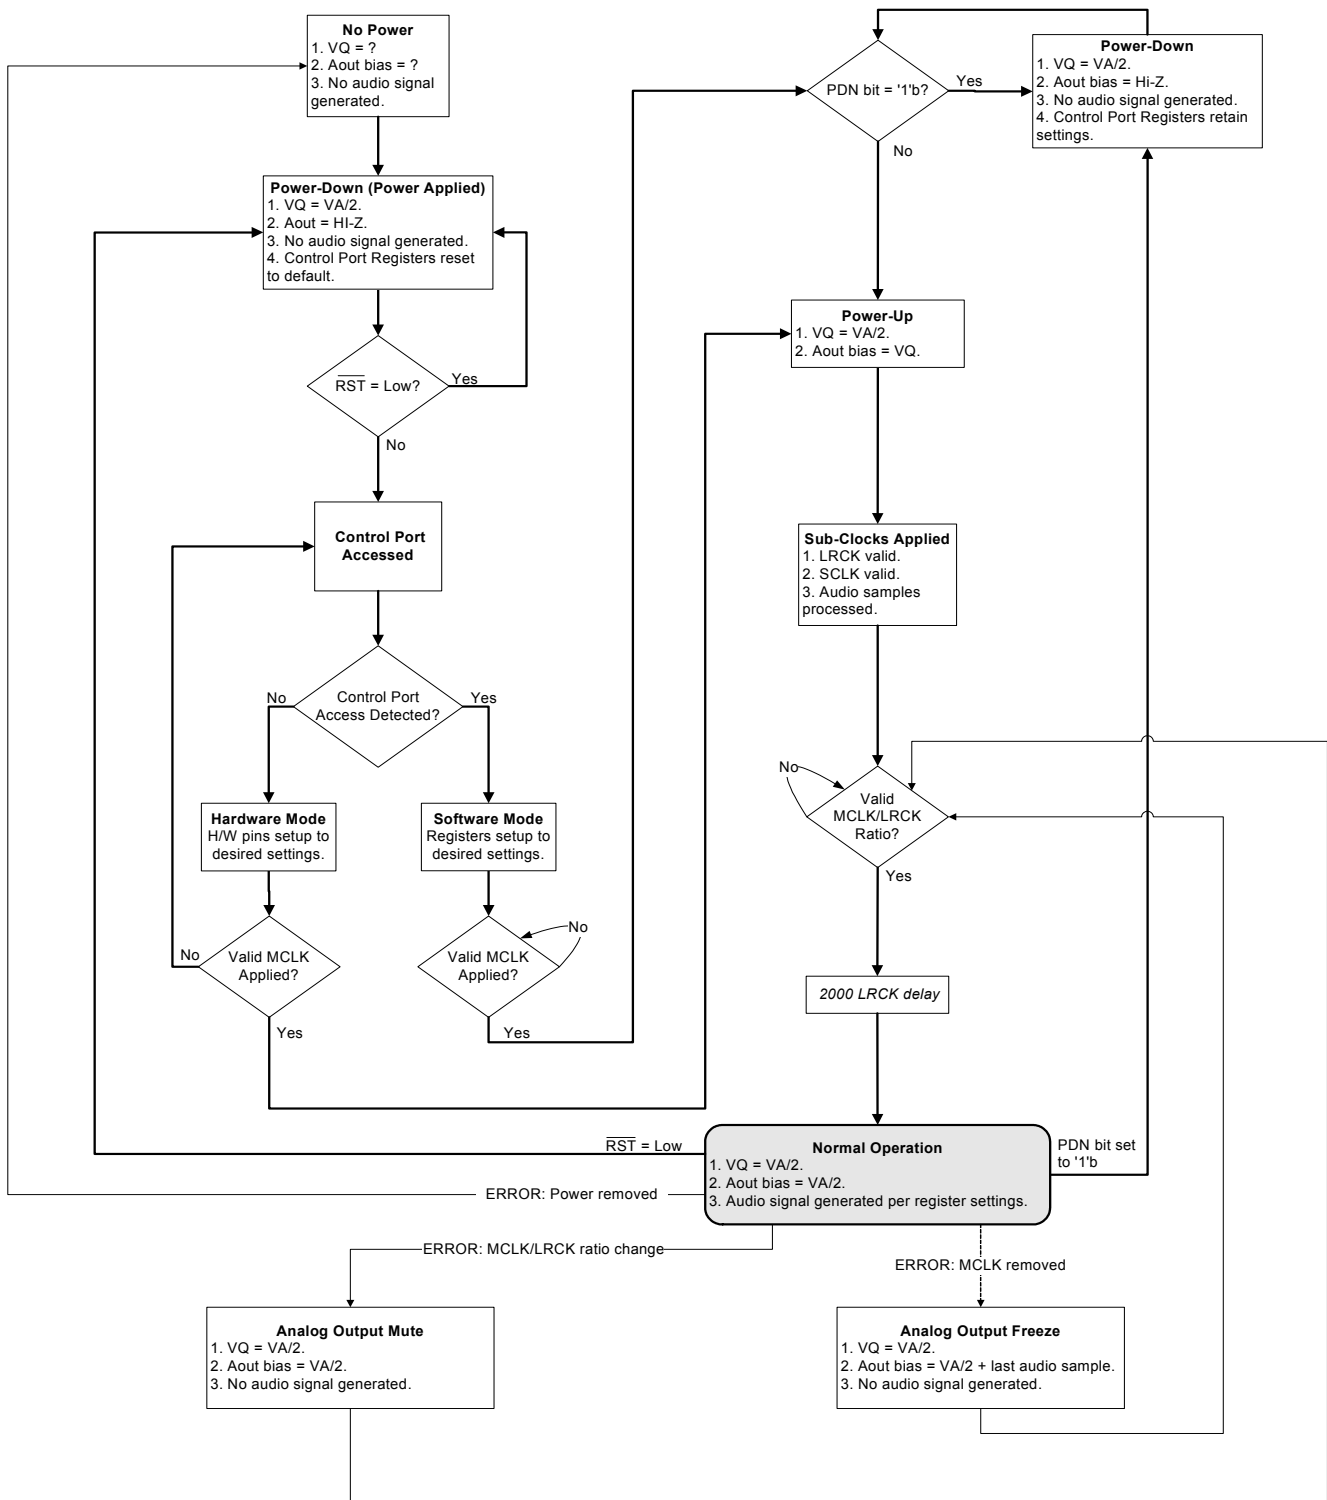 No Power
1. VQ = ?
2. Aout bias = ?
3. No audio signal
generated.
Power-Down (Power Applied)
1. VQ = VA/2.
2. Aout = HI-Z.
3. No audio signal generated.
4. Control Port Registers reset
to default.
RST = Low?
Yes
No
Control Port
Accessed
Control Port
Access Detected?
No
Yes
Hardware Mode
H/W pins setup to
desired settings.
Software Mode
Registers setup to
desired settings.
Valid MCLK
Applied?
No
Yes
Valid MCLK
Applied?
No
Yes
PDN bit = '1'b?
Yes
No
Power-Down
1. VQ = VA/2.
2. Aout bias = Hi-Z.
3. No audio signal generated.
4. Control Port Registers retain
settings.
Power-Up
1. VQ = VA/2.
2. Aout bias = VQ.
Sub-Clocks Applied
1. LRCK valid.
2. SCLK valid.
3. Audio samples
processed.
No
Valid
MCLK/LRCK
Ratio?
Yes
2000 LRCK delay
Normal Operation
1. VQ = VA/2.
2. Aout bias = VA/2.
3. Audio signal generated per register settings.
RST = Low
PDN bit set
to '1'b
ERROR: Power removed
ERROR: MCLK/LRCK ratio change
ERROR: MCLK removed
Analog Output Mute
1. VQ = VA/2.
2. Aout bias = VA/2.
3. No audio signal generated.
Analog Output Freeze
1. VQ = VA/2.
2. Aout bias = VA/2 + last audio sample.
3. No audio signal generated.